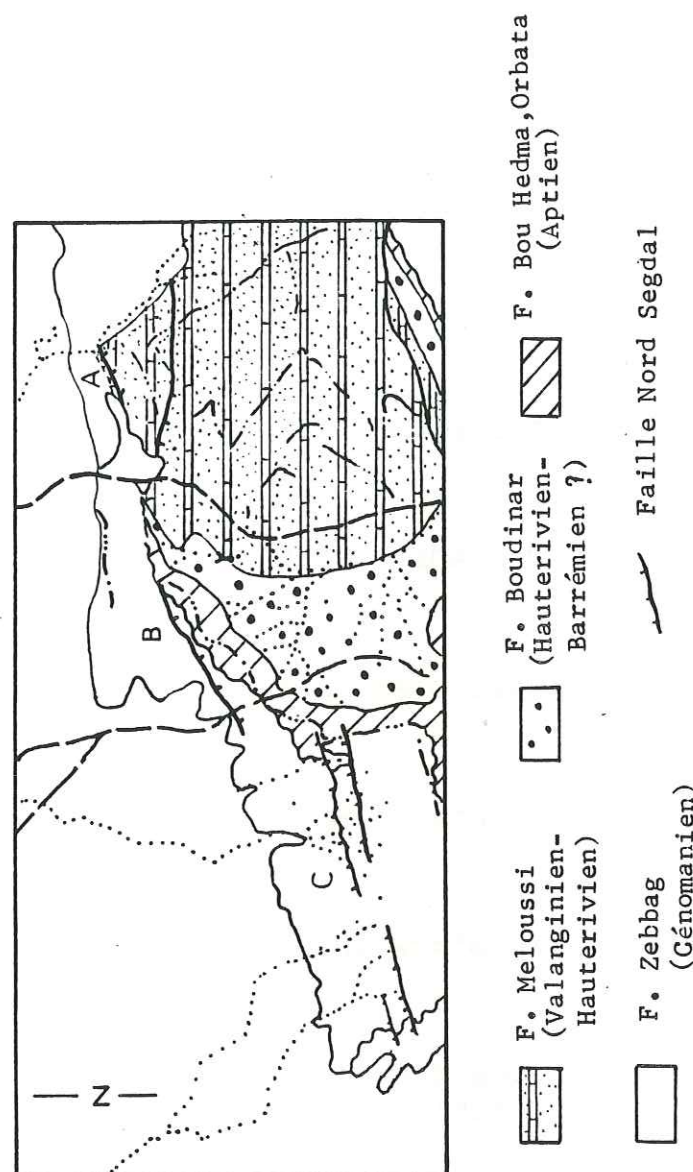 N
A
B
C
F. Meloussi
(Valanginien-
Hauterivien)
F. Boudinar
(Hauterivien-
Barrémien ?)
F. Bou Hedma,Orbata
(Aptien)
F. Zebbag
(Cénomanien)
Faille Nord Segdal